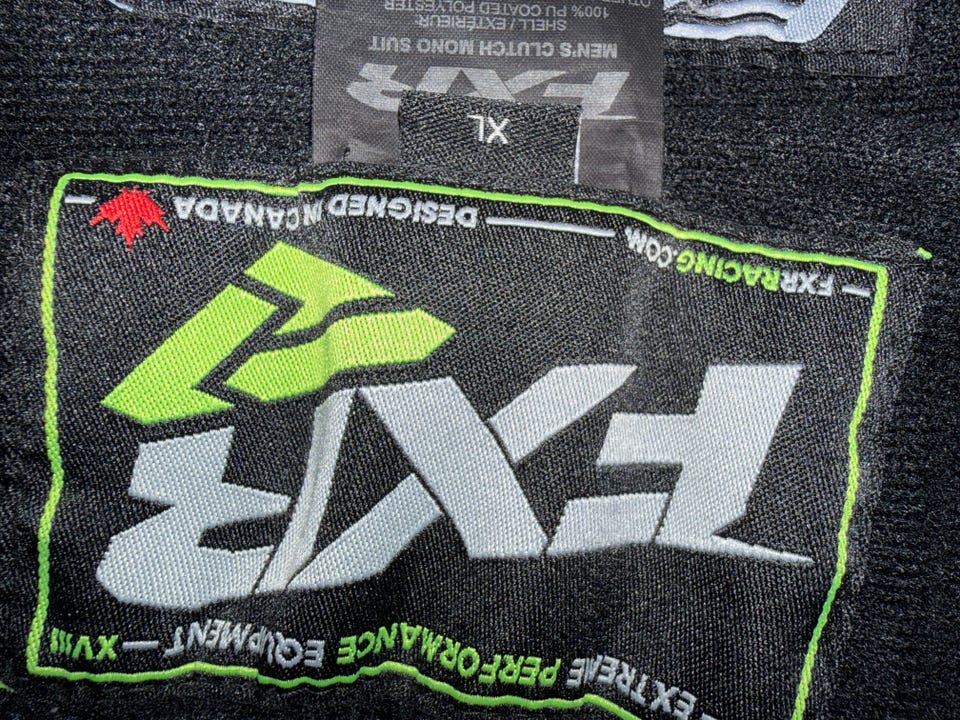 EXTREME PERFORMANCE EQUIPMENT — XVIII
FXR
— FXRRACING.COM — DESIGNED IN CANADA —
XL
FXR
MEN'S CLUTCH MONO SUIT
SHELL / EXTÉRIEUR
100% PU COATED POLYESTER